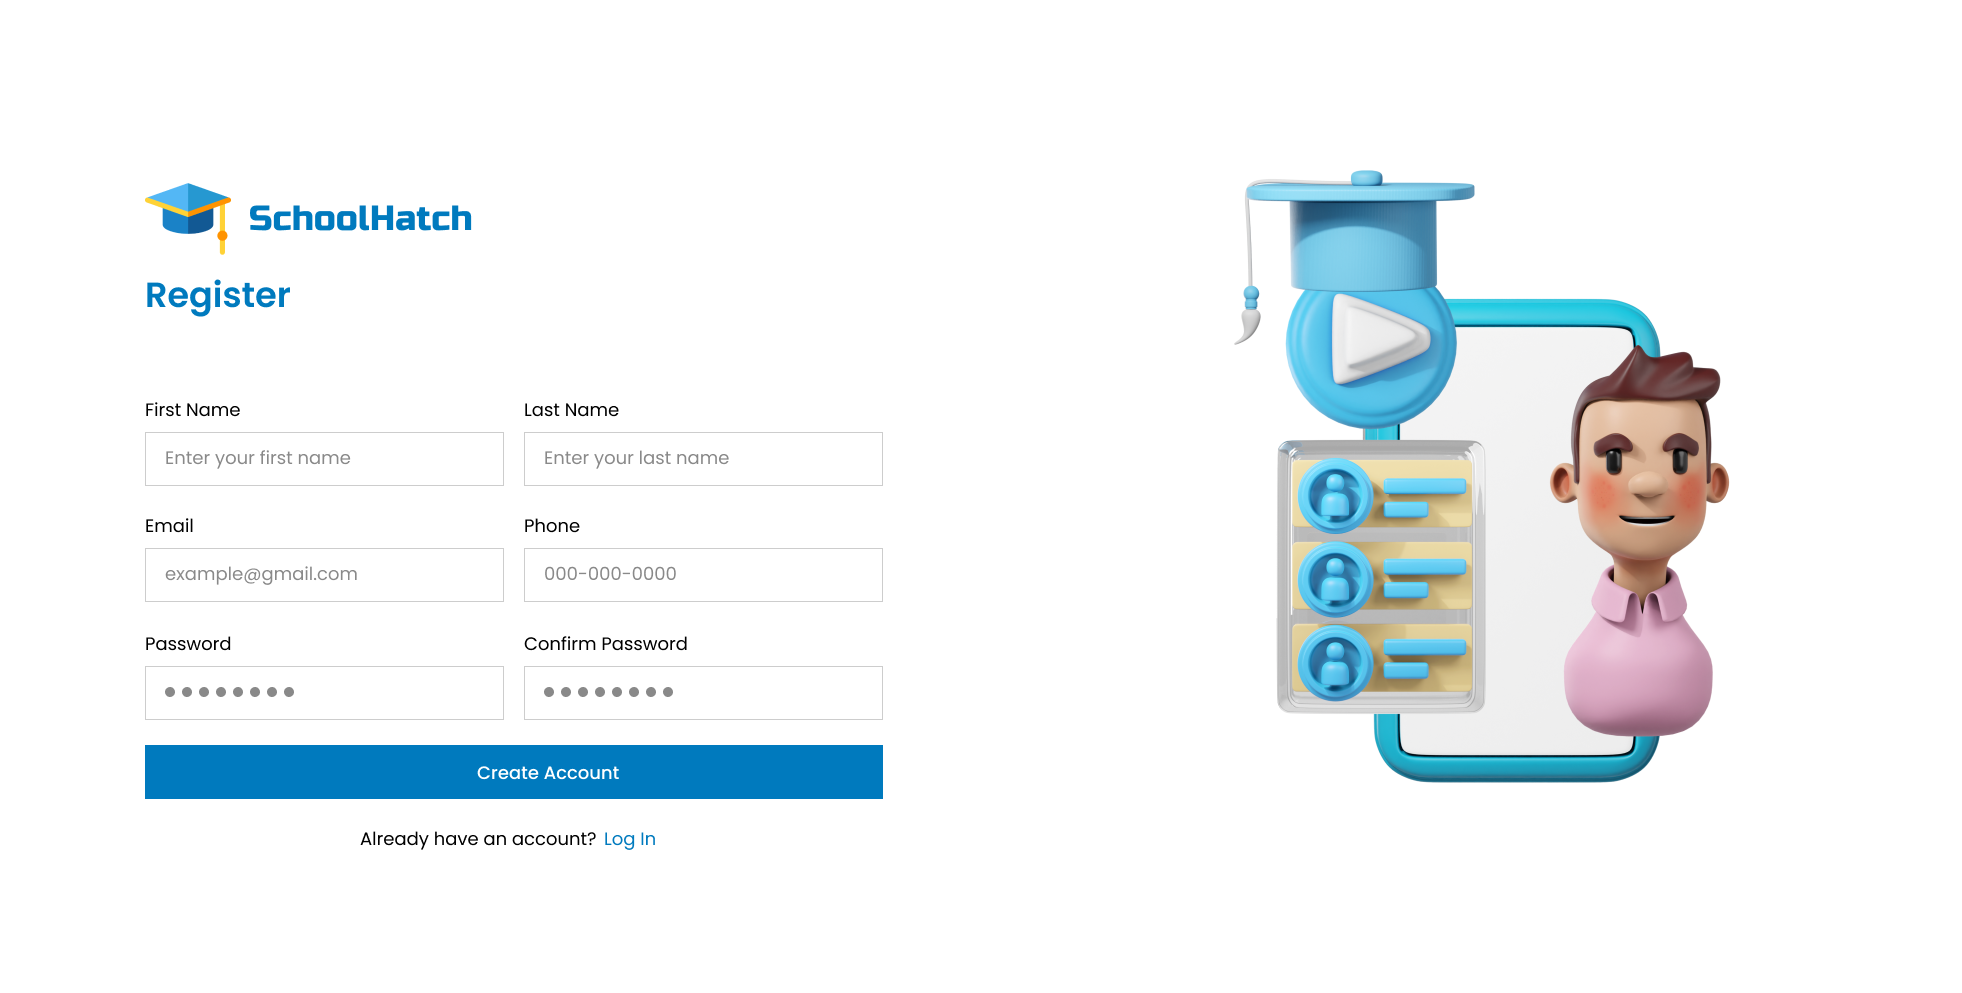 SchoolHatch
Register
First Name
Last Name
Enter your first name
Enter your last name
Email
Phone
example@gmail.com
000-000-0000
Password
Confirm Password
Create Account
Already have an account? Log In